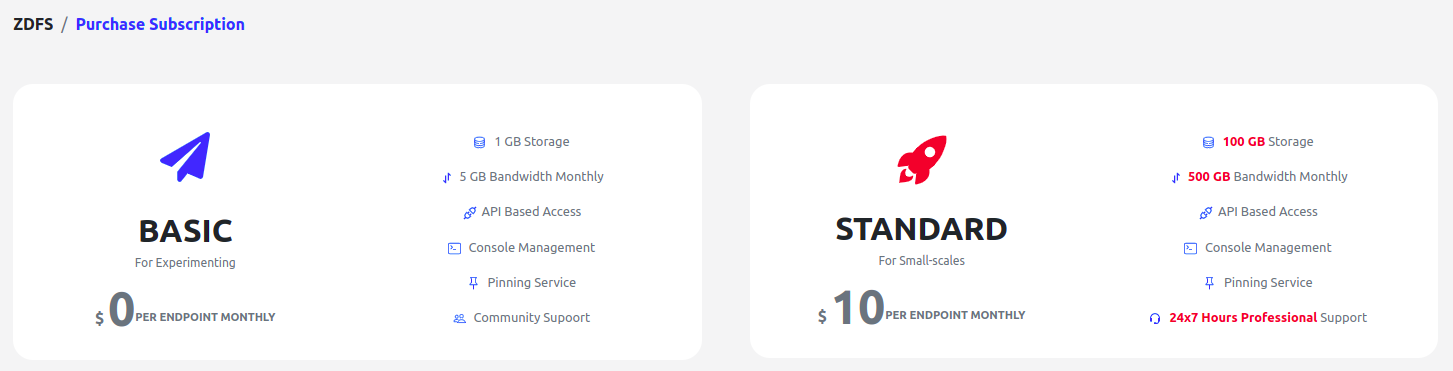 ZDFS / Purchase Subscription
BASIC
For Experimenting
$ 0 PER ENDPOINT MONTHLY
1 GB Storage
5 GB Bandwidth Monthly
API Based Access
Console Management
Pinning Service
Community Supoort
STANDARD
For Small-scales
$ 10 PER ENDPOINT MONTHLY
100 GB Storage
500 GB Bandwidth Monthly
API Based Access
Console Management
Pinning Service
24x7 Hours Professional Support